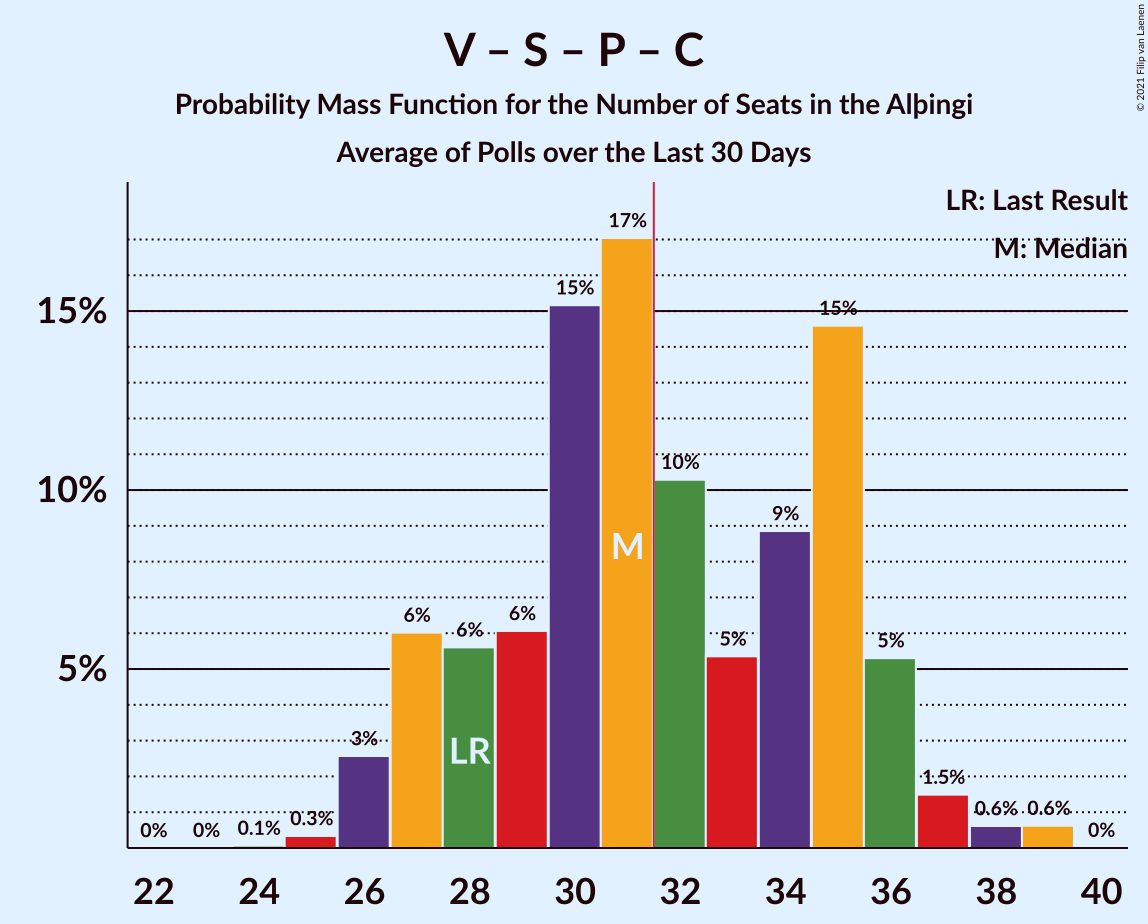 V – S – P – C
Probability Mass Function for the Number of Seats in the Alþingi
Average of Polls over the Last 30 Days
© 2021 Filip van Laenen
LR: Last Result
M: Median
15%
10%
5%
0%
0%
0.1%
0.3%
3%
6%
6%
6%
15%
17%
10%
5%
9%
15%
5%
1.5%
0.6%
0.6%
0%
M
LR
22 24 26 28 30 32 34 36 38 40